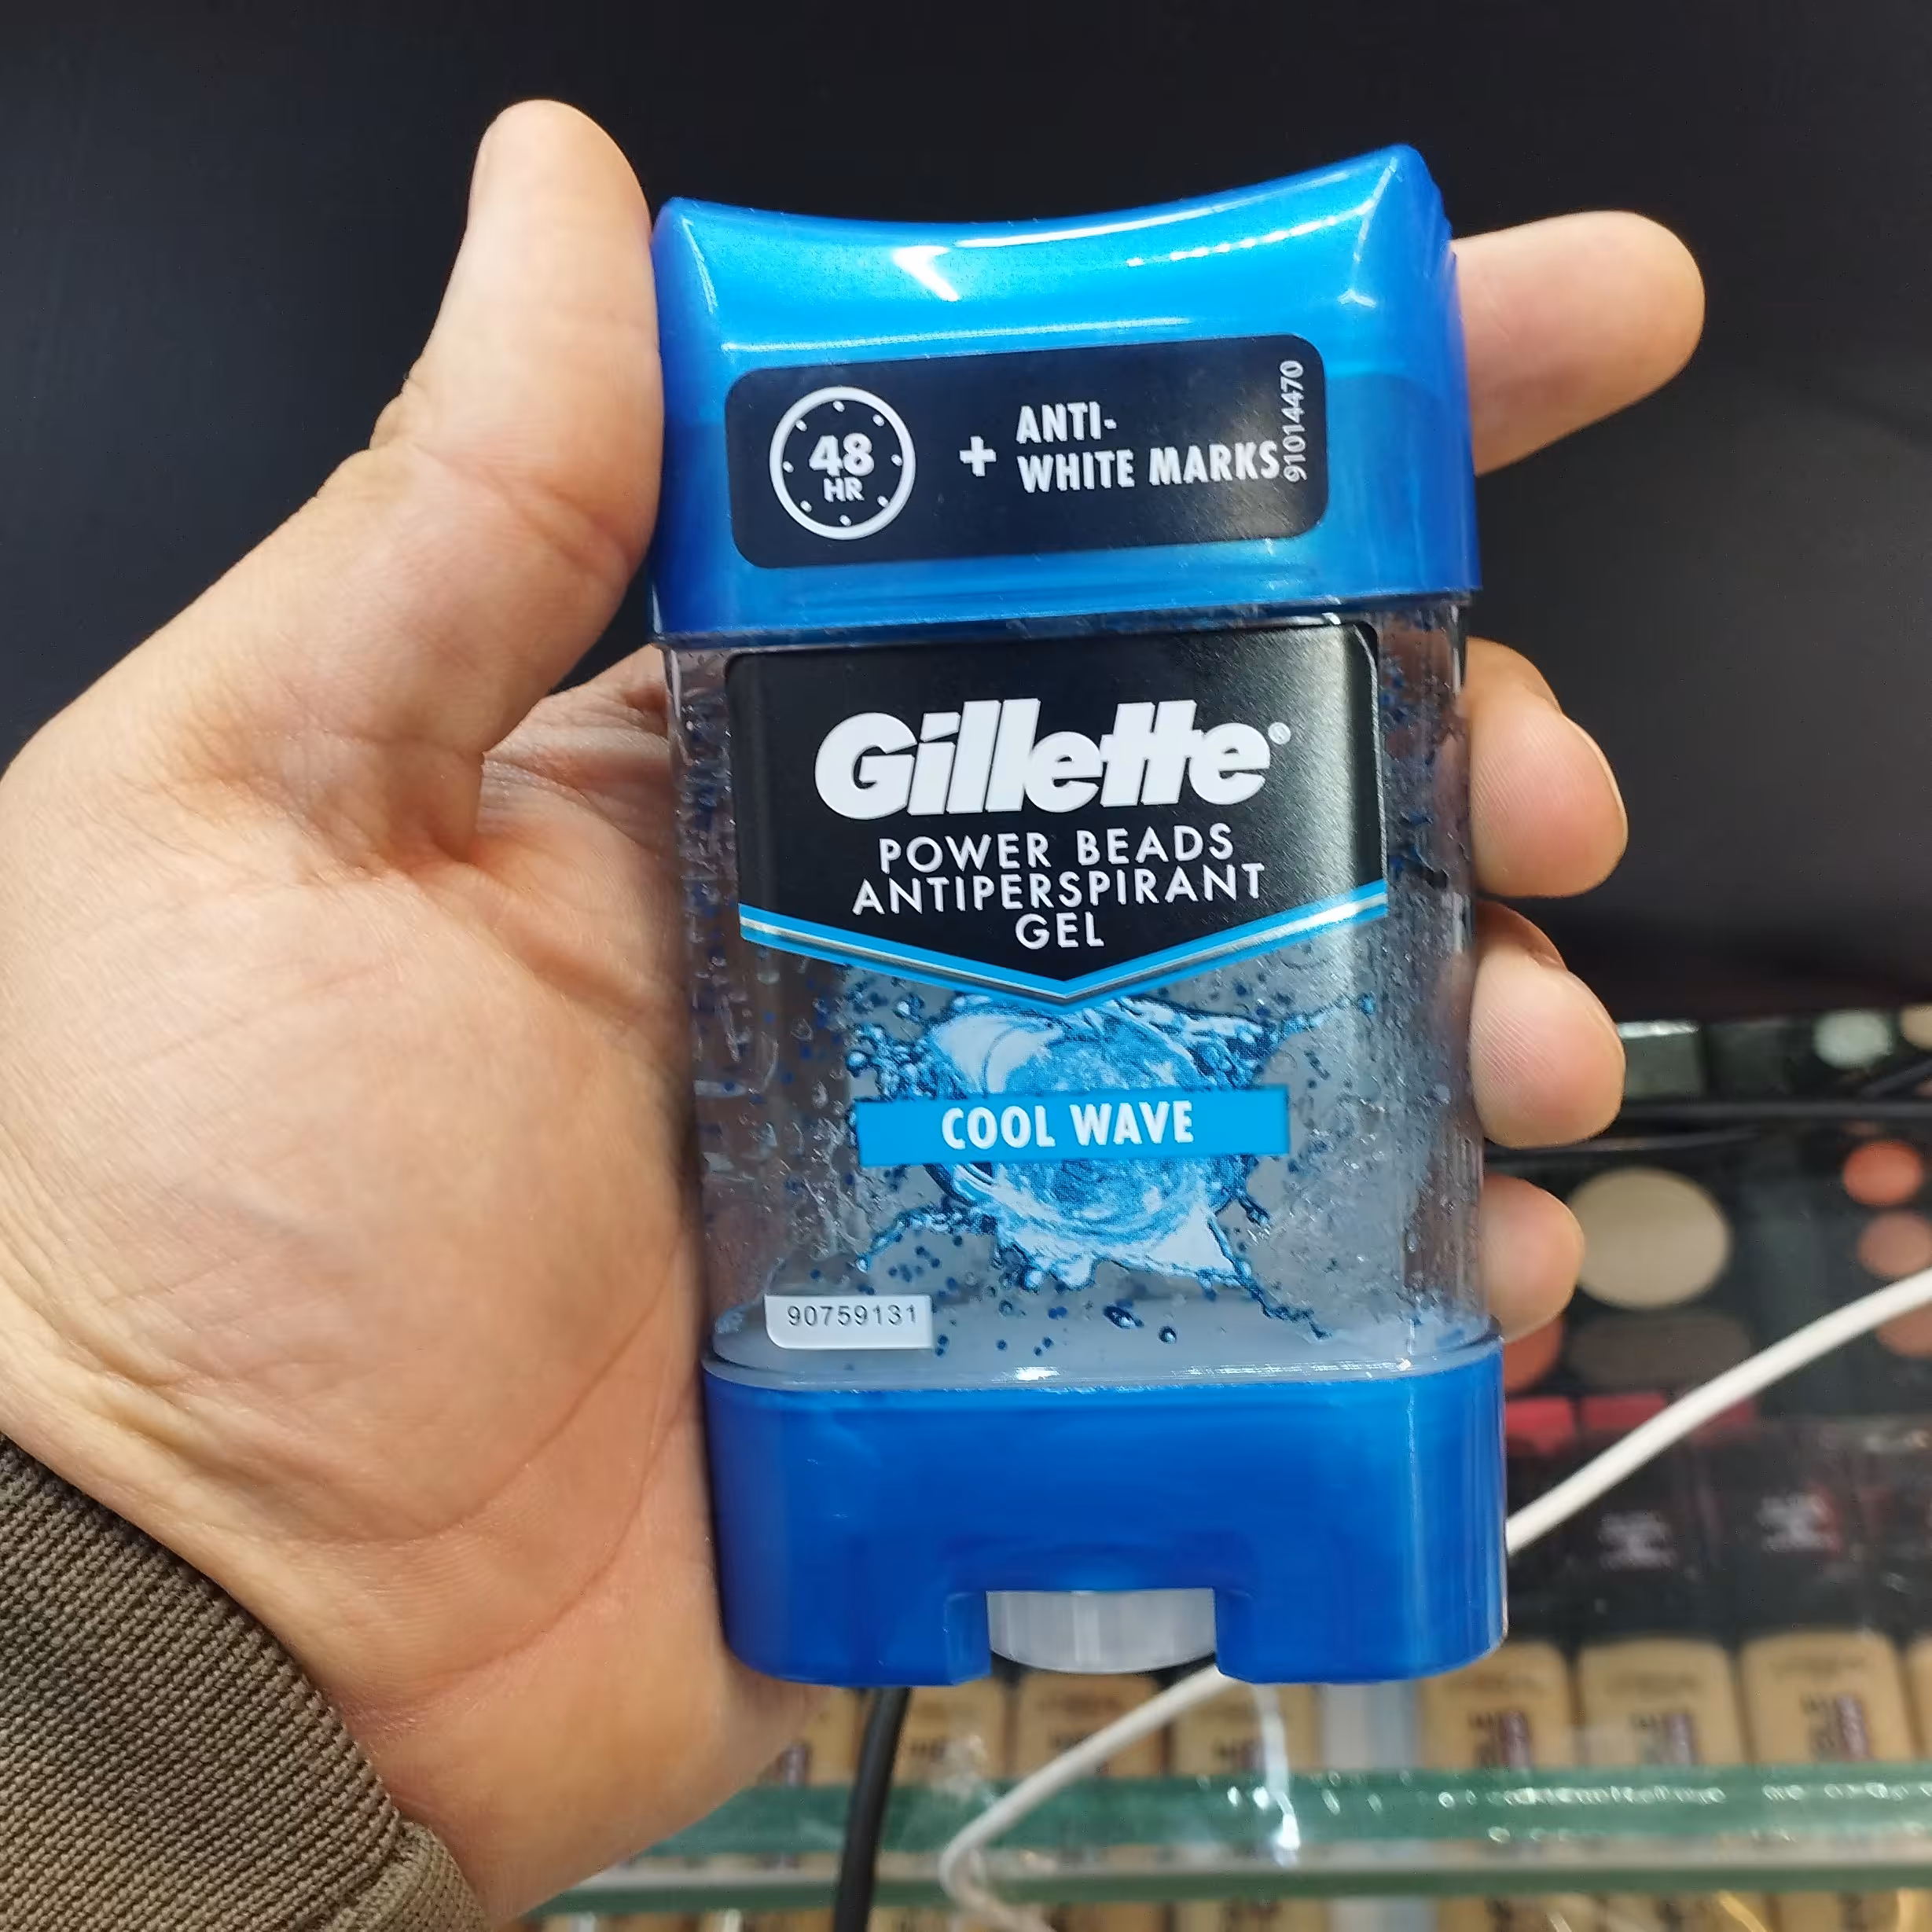 48
HR
+
ANTI-
WHITE MARKS
91014470
Gillette®
POWER BEADS
ANTIPERSPIRANT
GEL
COOL WAVE
90759131